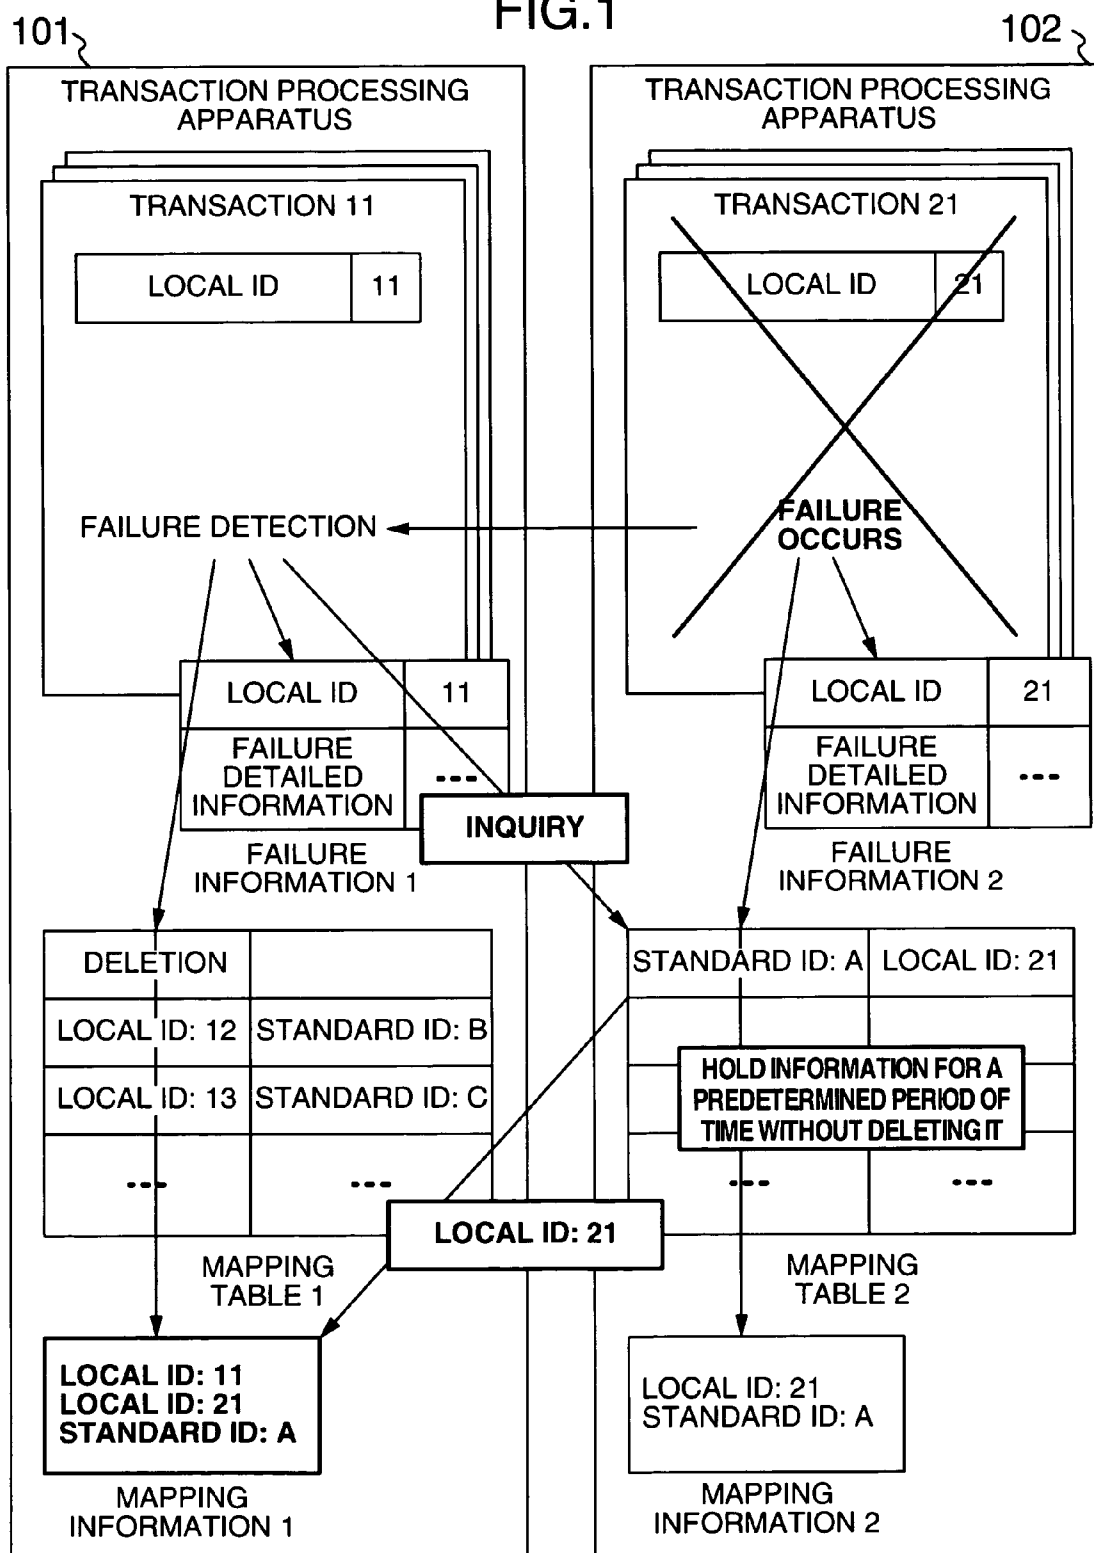 FIG.1
101
102
TRANSACTION PROCESSING
APPARATUS
TRANSACTION 11
LOCAL ID 11
FAILURE DETECTION
LOCAL ID 11
FAILURE
DETAILED
INFORMATION
---
FAILURE
INFORMATION 1
INQUIRY
DELETION
LOCAL ID: 12 STANDARD ID: B
LOCAL ID: 13 STANDARD ID: C
--- ---
MAPPING
TABLE 1
LOCAL ID: 21
LOCAL ID: 11
LOCAL ID: 21
STANDARD ID: A
MAPPING
INFORMATION 1
TRANSACTION PROCESSING
APPARATUS
TRANSACTION 21
LOCAL ID 21
FAILURE
OCCURS
LOCAL ID 21
FAILURE
DETAILED
INFORMATION
---
FAILURE
INFORMATION 2
STANDARD ID: A LOCAL ID: 21
HOLD INFORMATION FOR A
PREDETERMINED PERIOD OF
TIME WITHOUT DELETING IT
--- ---
MAPPING
TABLE 2
LOCAL ID: 21
STANDARD ID: A
MAPPING
INFORMATION 2